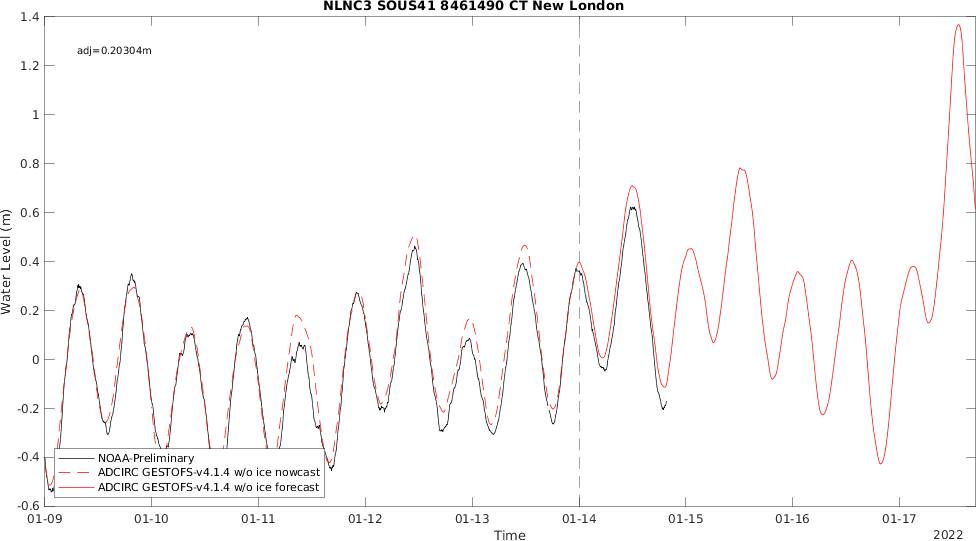 NLNC3 SOUS41 8461490 CT New London
adj=0.20304m
Water Level (m)
1.4
1.2
1
0.8
0.6
0.4
0.2
0
-0.2
-0.4
-0.6
NOAA-Preliminary
ADCIRC GESTOFS-v4.1.4 w/o ice nowcast
ADCIRC GESTOFS-v4.1.4 w/o ice forecast
01-09 01-10 01-11 01-12 01-13 01-14 01-15 01-16 01-17
Time
2022